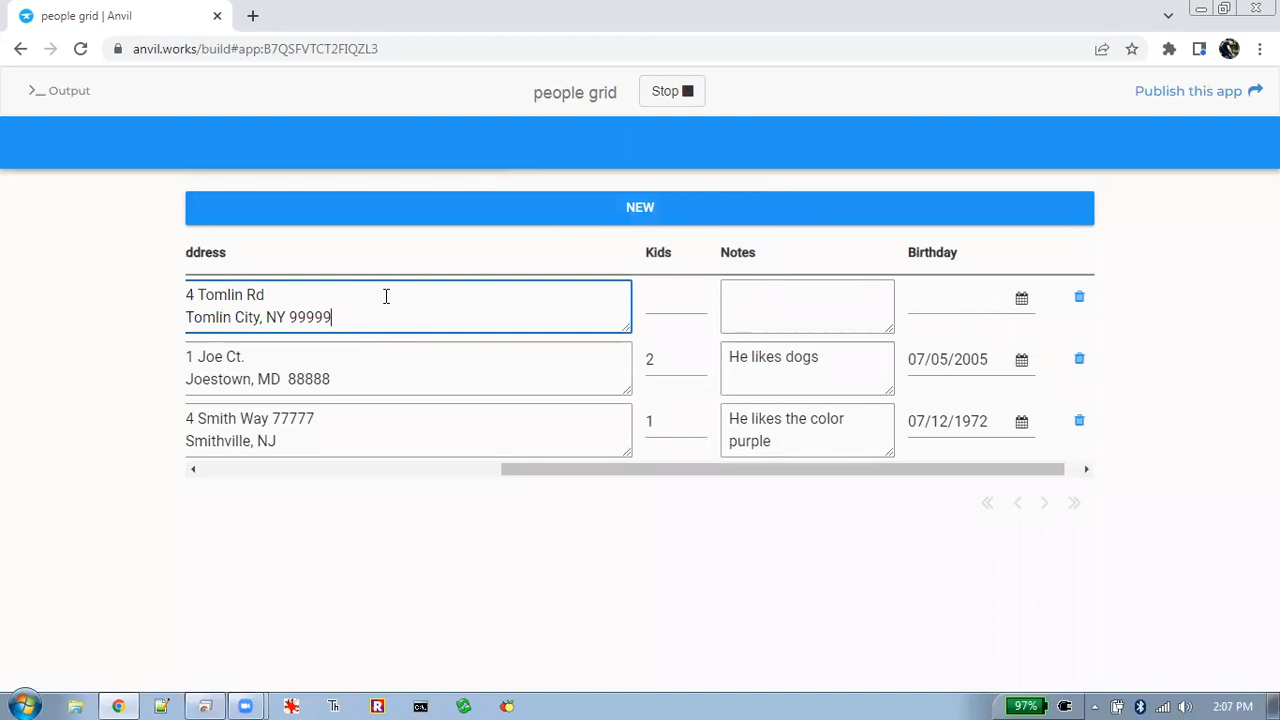 people grid | Anvil
anvil.works/build#app:B7QSFVTCT2FIQZL3
>_ Output
people grid
Stop
Publish this app
NEW
ddress
Kids
Notes
Birthday
4 Tomlin Rd
Tomlin City, NY 99999
1 Joe Ct.
Joestown, MD  88888
2
He likes dogs
07/05/2005
4 Smith Way 77777
Smithville, NJ
1
He likes the color
purple
07/12/1972
Th
R
C:\
97%
2:07 PM